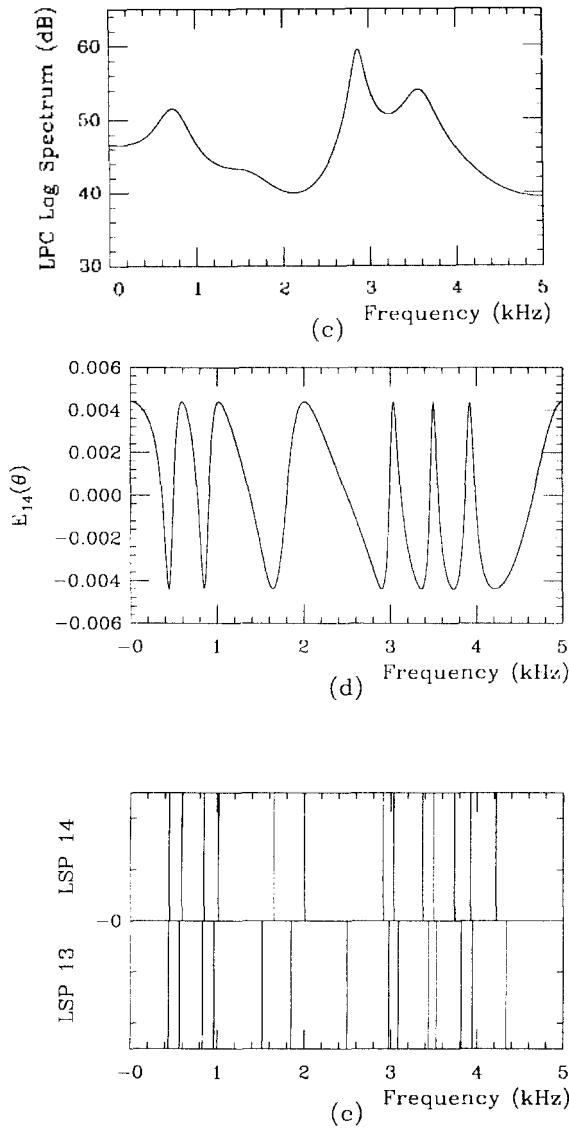 LPC Lag Spectrum (dB)
60
50
40
30
0 1 2 3 4 5
Frequency (kHz)
(c)
E14(θ)
0.006
0.004
0.002
0.000
−0.002
−0.004
−0.006
−0 1 2 3 4 5
Frequency (kHz)
(d)
LSP 14
−0
LSP 13
−0 1 2 3 4 5
Frequency (kHz)
(e)